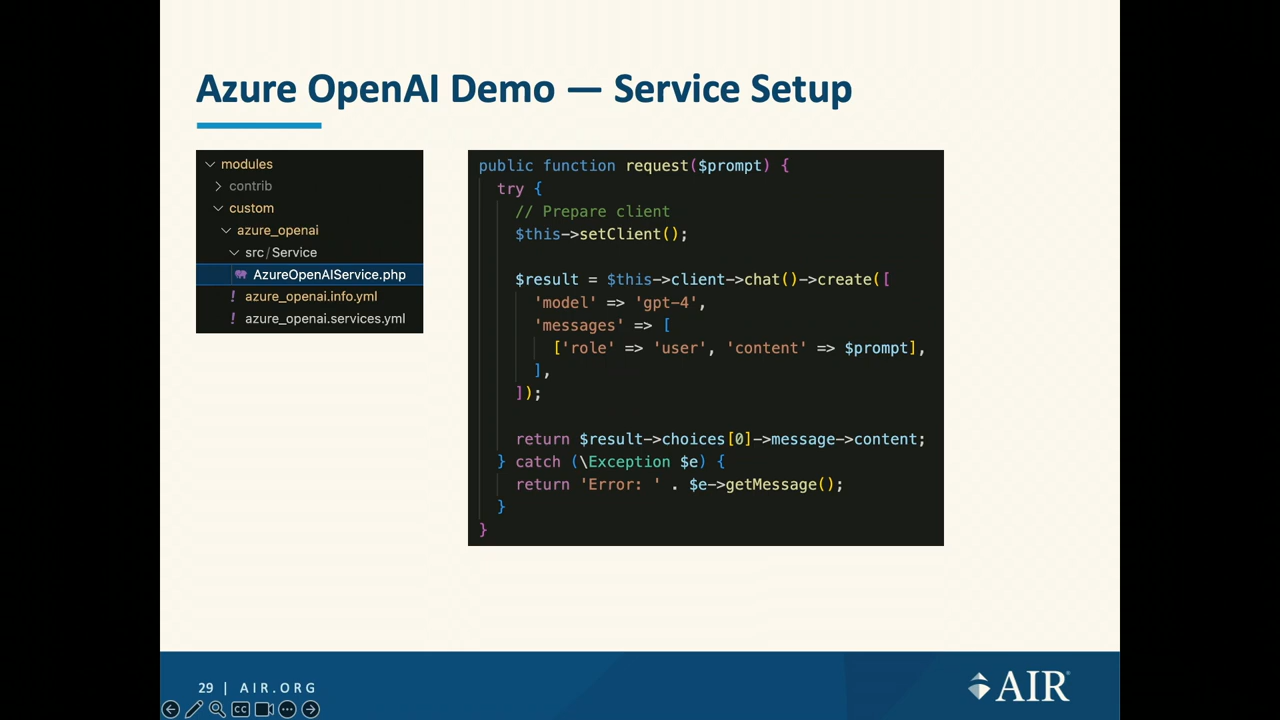 Azure OpenAI Demo — Service Setup
modules
contrib
custom
azure_openai
src/Service
AzureOpenAIService.php
! azure_openai.info.yml
! azure_openai.services.yml
public function request($prompt) {
try {
// Prepare client
$this->setClient();
$result = $this->client->chat()->create([
'model' => 'gpt-4',
'messages' => [
['role' => 'user', 'content' => $prompt],
],
]);
return $result->choices[0]->message->content;
} catch (\Exception $e) {
return 'Error: ' . $e->getMessage();
}
}
29 | AIR.ORG
AIR®
CC